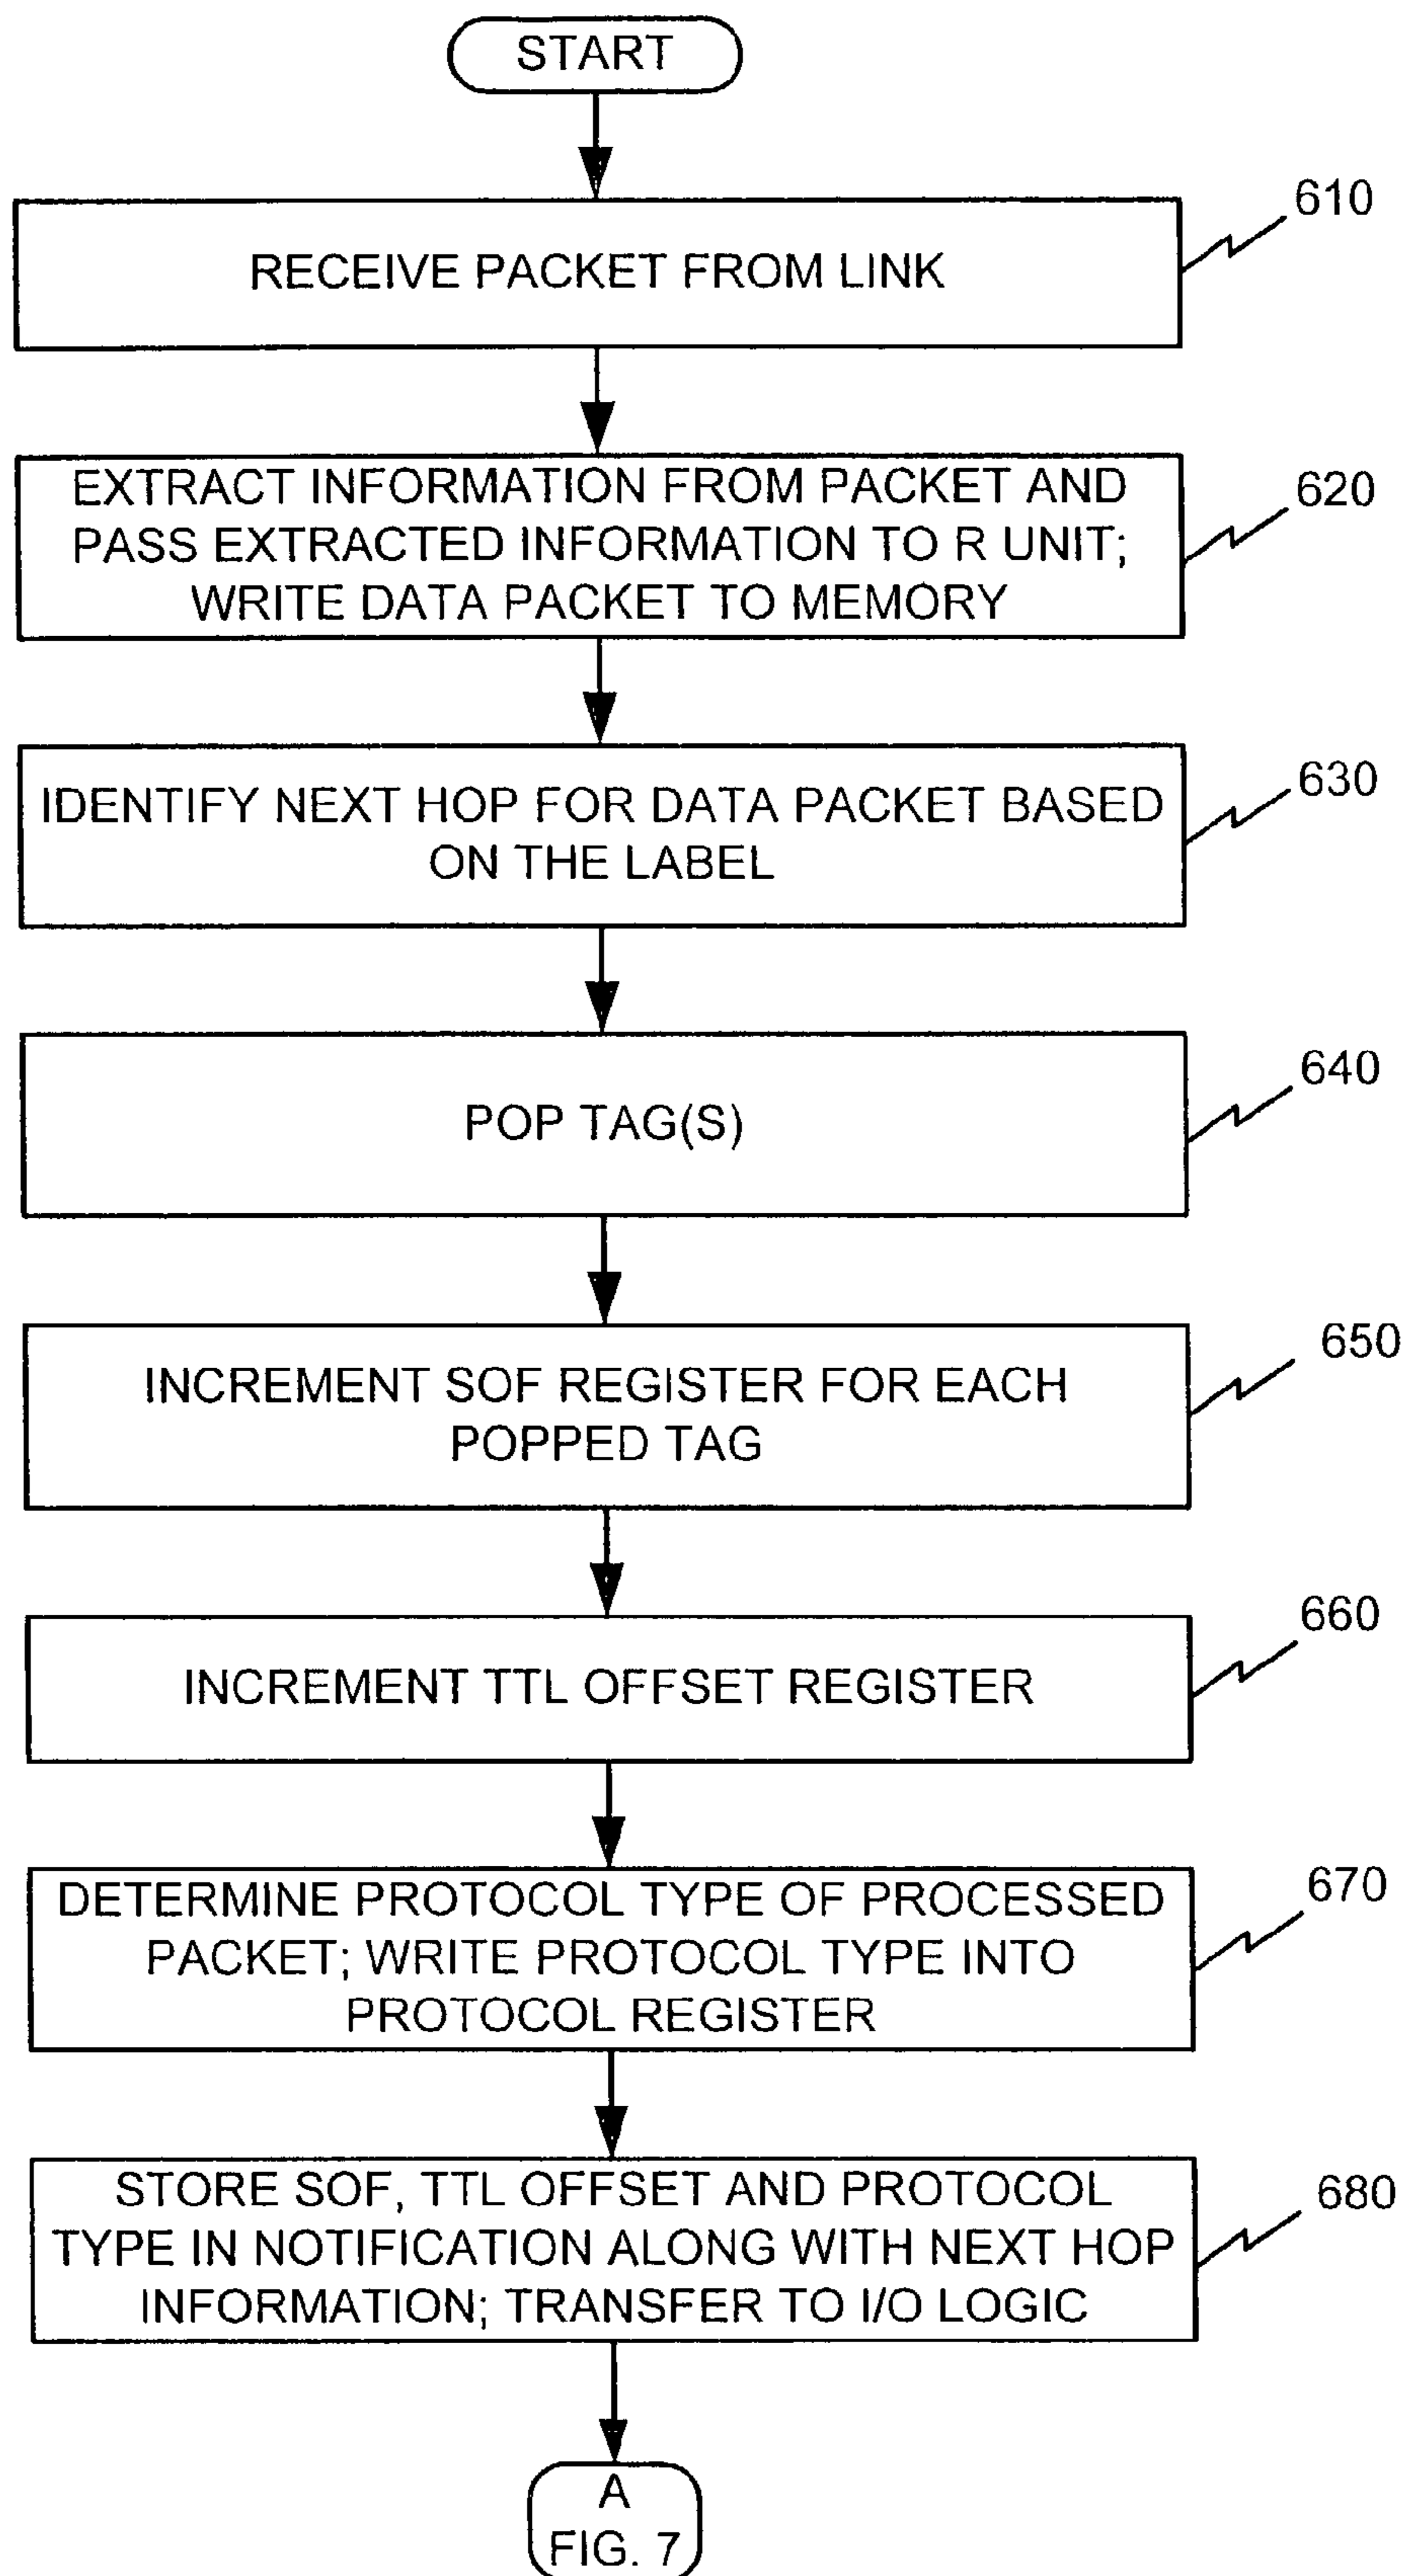 START
610
RECEIVE PACKET FROM LINK
620
EXTRACT INFORMATION FROM PACKET AND
PASS EXTRACTED INFORMATION TO R UNIT;
WRITE DATA PACKET TO MEMORY
630
IDENTIFY NEXT HOP FOR DATA PACKET BASED
ON THE LABEL
640
POP TAG(S)
650
INCREMENT SOF REGISTER FOR EACH
POPPED TAG
660
INCREMENT TTL OFFSET REGISTER
670
DETERMINE PROTOCOL TYPE OF PROCESSED
PACKET; WRITE PROTOCOL TYPE INTO
PROTOCOL REGISTER
680
STORE SOF, TTL OFFSET AND PROTOCOL
TYPE IN NOTIFICATION ALONG WITH NEXT HOP
INFORMATION; TRANSFER TO I/O LOGIC
A
FIG. 7